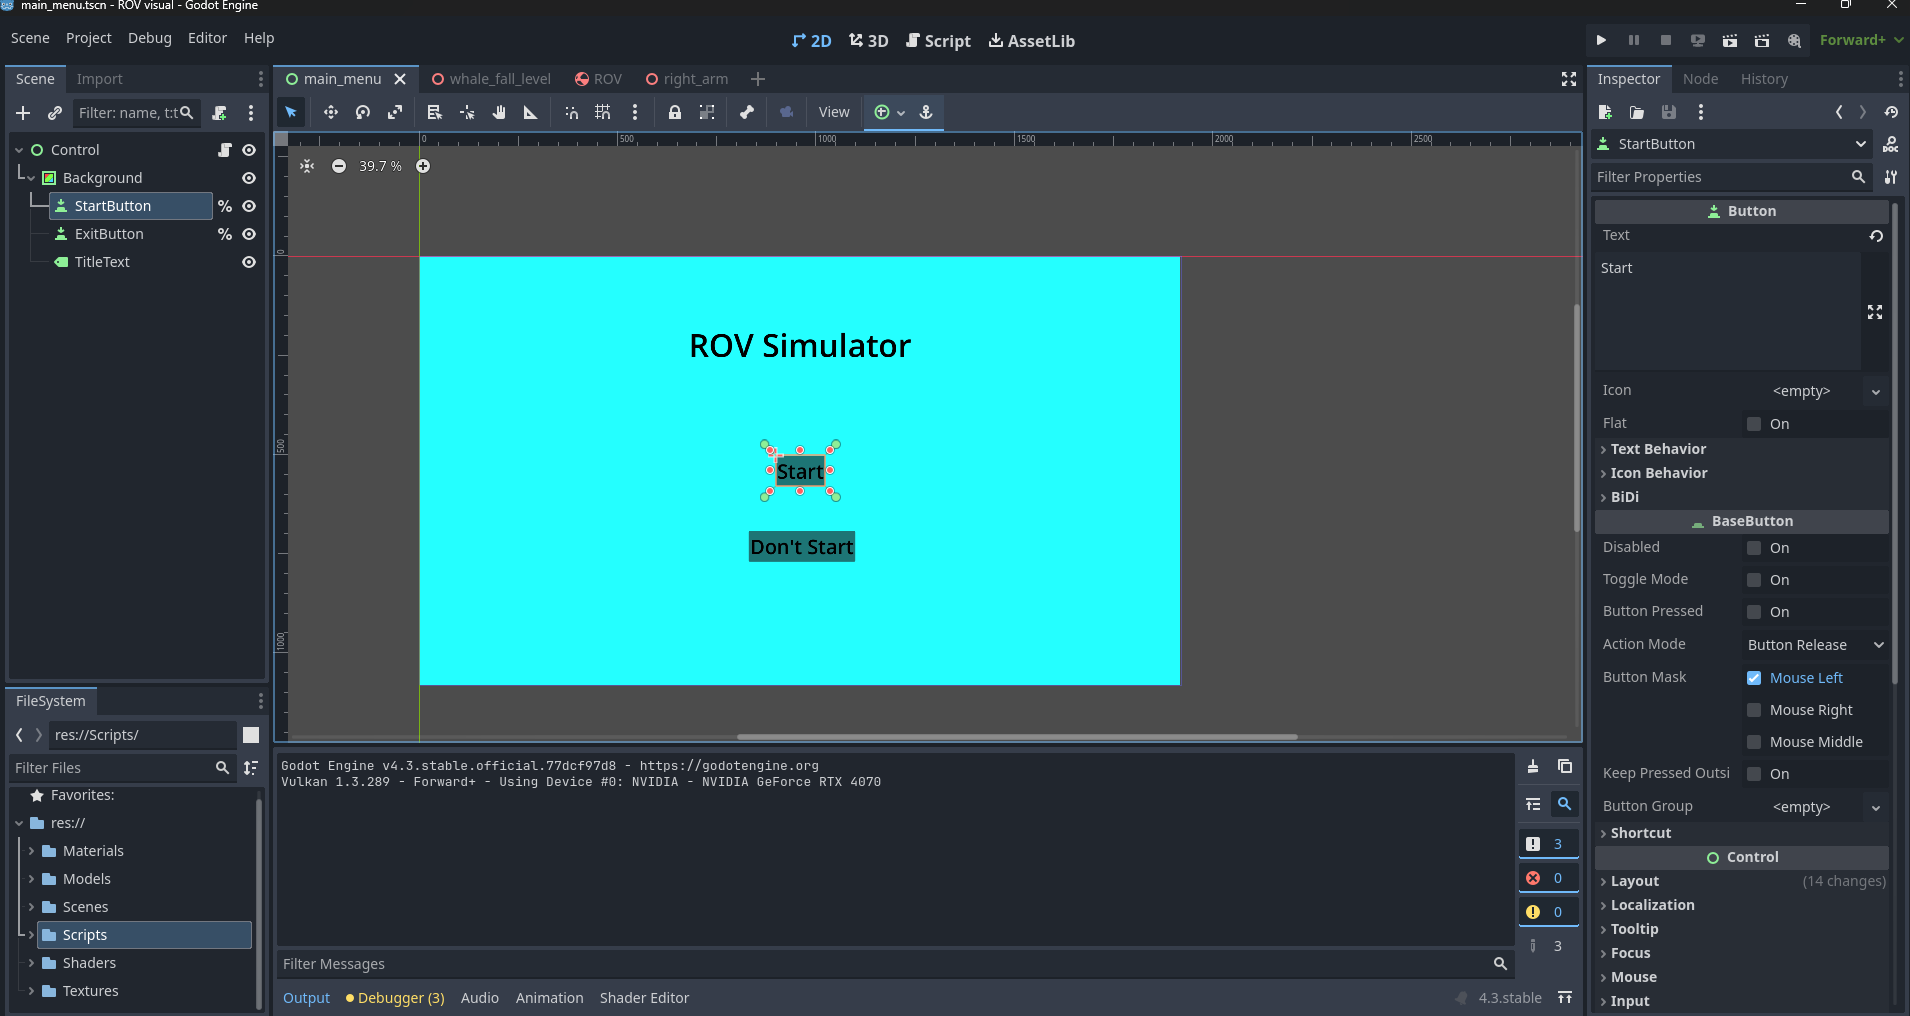 main_menu.tscn - ROV visual - Godot Engine
Scene Project Debug Editor Help
2D 3D Script AssetLib
Forward+
Scene Import
main_menu whale_fall_level ROV right_arm
Inspector Node History
Filter: name, t:t
View
StartButton
Filter Properties
Control
Background
StartButton %
ExitButton %
TitleText
0 500 1000 1500 2000 2500
39.7 %
0
500
1000
ROV Simulator
Start
Don't Start
Button
Text
Start
Icon <empty>
Flat On
Text Behavior
Icon Behavior
BiDi
BaseButton
Disabled On
Toggle Mode On
Button Pressed On
Action Mode Button Release
Button Mask Mouse Left
Mouse Right
Mouse Middle
Keep Pressed Outsi On
Button Group <empty>
Shortcut
Control
Layout (14 changes)
Localization
Tooltip
Focus
Mouse
Input
FileSystem
res://Scripts/
Filter Files
Favorites:
res://
Materials
Models
Scenes
Scripts
Shaders
Textures
Godot Engine v4.3.stable.official.77dcf97d8 - https://godotengine.org
Vulkan 1.3.289 - Forward+ - Using Device #0: NVIDIA - NVIDIA GeForce RTX 4070
3
0
0
3
Filter Messages
Output Debugger (3) Audio Animation Shader Editor
4.3.stable